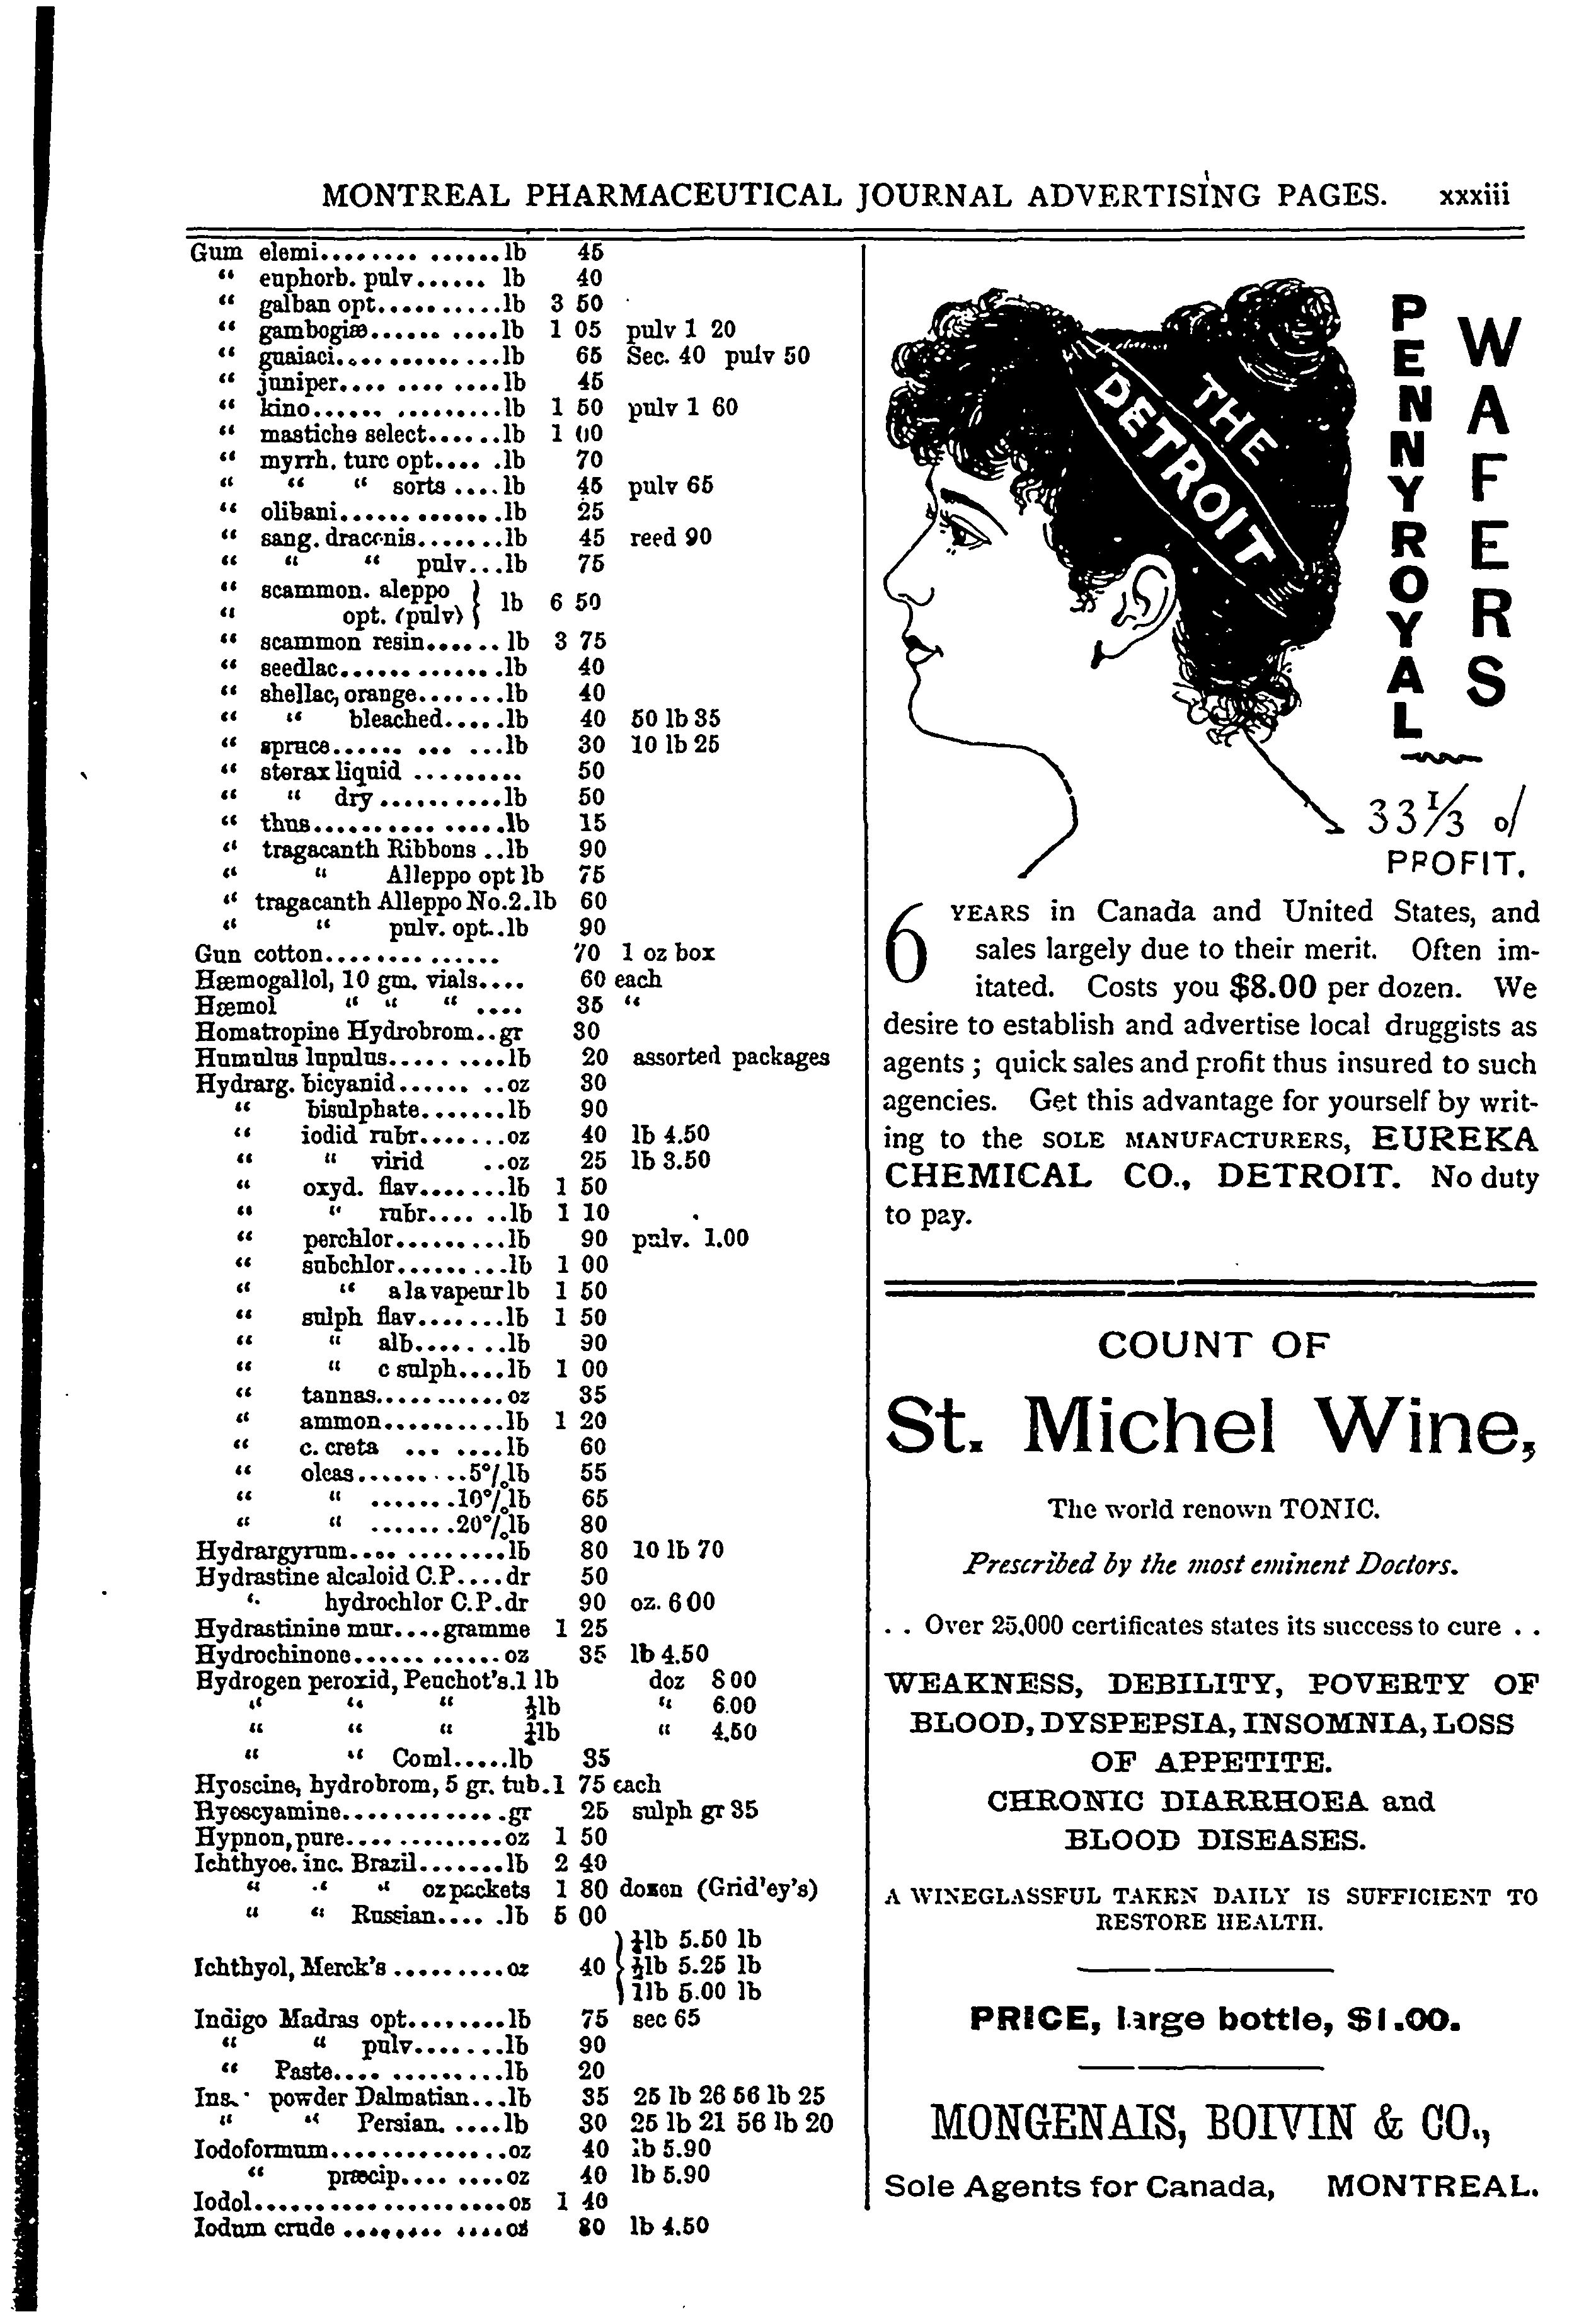 MONTREAL PHARMACEUTICAL JOURNAL ADVERTISING PAGES. xxxiii
Gum elemi........ ......lb 45
“ euphorb. pulv...... lb 40
“ galban opt..........lb 3 50
“ gambogiæ...... ....lb 1 05 pulv 1 20
“ guaiaci.... ....... ...lb 65 Sec. 40 pulv 50
“ juniper.... .... ....lb 45
“ kino...... .........lb 1 50 pulv 1 60
“ mastiche select......lb 1 00
“ myrrh. turc opt.... .lb 70
“ “ “ sorts ....lb 45 pulv 65
“ olibani...... ....... .lb 25
“ sang. draconis.......lb 45 reed 90
“ “ “ pulv...lb 75
“ scammon. aleppo } lb 6 50
“ opt. (pulv) }
“ scammon resin...... lb 3 75
“ seedlac...... ...... .lb 40
“ shellac, orange.......lb 40
“ “ bleached.....lb 40 50 lb 35
“ spruce...... ... ...lb 30 10 lb 25
“ storax liquid ......... 50
“ “ dry ..........lb 50
“ thus.......... .....lb 15
“ tragacanth Ribbons ..lb 90
“ “ Alleppo opt lb 75
“ tragacanth Alleppo No.2.lb 60
“ “ pulv. opt..lb 90
Gun cotton........ ...... 70 1 oz box
Hæmogallol, 10 gm. vials.... 60 each
Hæmol “ “ “ .... 35 “
Homatropine Hydrobrom..gr 30
Humulus lupulus..... ....lb 20 assorted packages
Hydrarg. bicyanid...... ..oz 30
“ bisulphate.......lb 90
“ iodid rubr.......oz 40 lb 4.50
“ “ virid ..oz 25 lb 3.50
“ oxyd. flav.......lb 1 50
“ “ rubr.... ..lb 1 10
“ perchlor.........lb 90 pulv. 1.00
“ subchlor.........lb 1 00
“ “ a la vapeur lb 1 50
“ sulph flav.......lb 1 50
“ “ alb..... ..lb 90
“ “ c sulph....lb 1 00
“ tannas...........oz 35
“ ammon..........lb 1 20
“ c. creta ... ....lb 60
“ oleas...... . ..5%lb 55
“ “ .......10%lb 65
“ “ .......20%lb 80
Hydrargyrum.... ........lb 80 10 lb 70
Hydrastine alcaloid C.P....dr 50
“ hydrochlor C.P.dr 90 oz. 6 00
Hydrastinine mur....gramme 1 25
Hydrochinone...... ......oz 35 lb 4.50
Hydrogen peroxid, Peuchot's.1 lb doz 8 00
“ “ “ ½lb “ 6.00
“ “ “ ¼lb “ 4.50
“ “ Coml.....lb 35
Hyoscine, hydrobrom, 5 gr. tub.1 75 each
Hyoscyamine............ .gr 25 sulph gr 35
Hypnon, pure.... .........oz 1 50
Ichthyoc. inc. Brazil.......lb 2 40
“ “ “ oz packets 1 80 dozen (Grid'ey's)
“ “ Russian.... .lb 5 00
} ¼lb 5.50 lb
Ichthyol, Merck's .........oz 40 } ½lb 5.25 lb
} 1lb 5.00 lb
Indigo Madras opt........lb 75 sec 65
“ “ pulv.......lb 90
“ Paste.... .........lb 20
Ins. powder Dalmatian...lb 35 25 lb 26 56 lb 25
“ “ Persian. ....lb 30 25 lb 21 56 lb 20
Iodoformum..............oz 40 lb 5.90
“ præcip.... ....oz 40 lb 5.90
Iodol.....................oz 1 40
Iodum crude ........ ....oz 80 lb 4.50
THE
DETROIT
PENNYROYAL
WAFERS
33⅓ o/
PROFIT.
6 YEARS in Canada and United States, and
sales largely due to their merit. Often im-
itated. Costs you $8.00 per dozen. We
desire to establish and advertise local druggists as
agents ; quick sales and profit thus insured to such
agencies. Get this advantage for yourself by writ-
ing to the SOLE MANUFACTURERS, EUREKA
CHEMICAL CO., DETROIT. No duty
to pay.
COUNT OF
St. Michel Wine,
The world renown TONIC.
Prescribed by the most eminent Doctors.
. . Over 25,000 certificates states its success to cure . .
WEAKNESS, DEBILITY, POVERTY OF
BLOOD, DYSPEPSIA, INSOMNIA, LOSS
OF APPETITE.
CHRONIC DIARRHOEA and
BLOOD DISEASES.
A WINEGLASSFUL TAKEN DAILY IS SUFFICIENT TO
RESTORE HEALTH.
PRICE, large bottle, $1.00.
MONGENAIS, BOIVIN & CO.,
Sole Agents for Canada, MONTREAL.